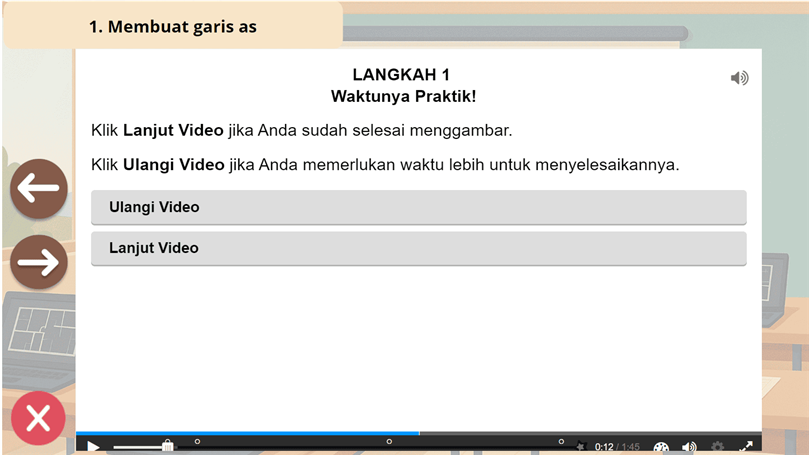 1. Membuat garis as
LANGKAH 1
Waktunya Praktik!
Klik Lanjut Video jika Anda sudah selesai menggambar.
Klik Ulangi Video jika Anda memerlukan waktu lebih untuk menyelesaikannya.
Ulangi Video
Lanjut Video
0:12 / 1:45